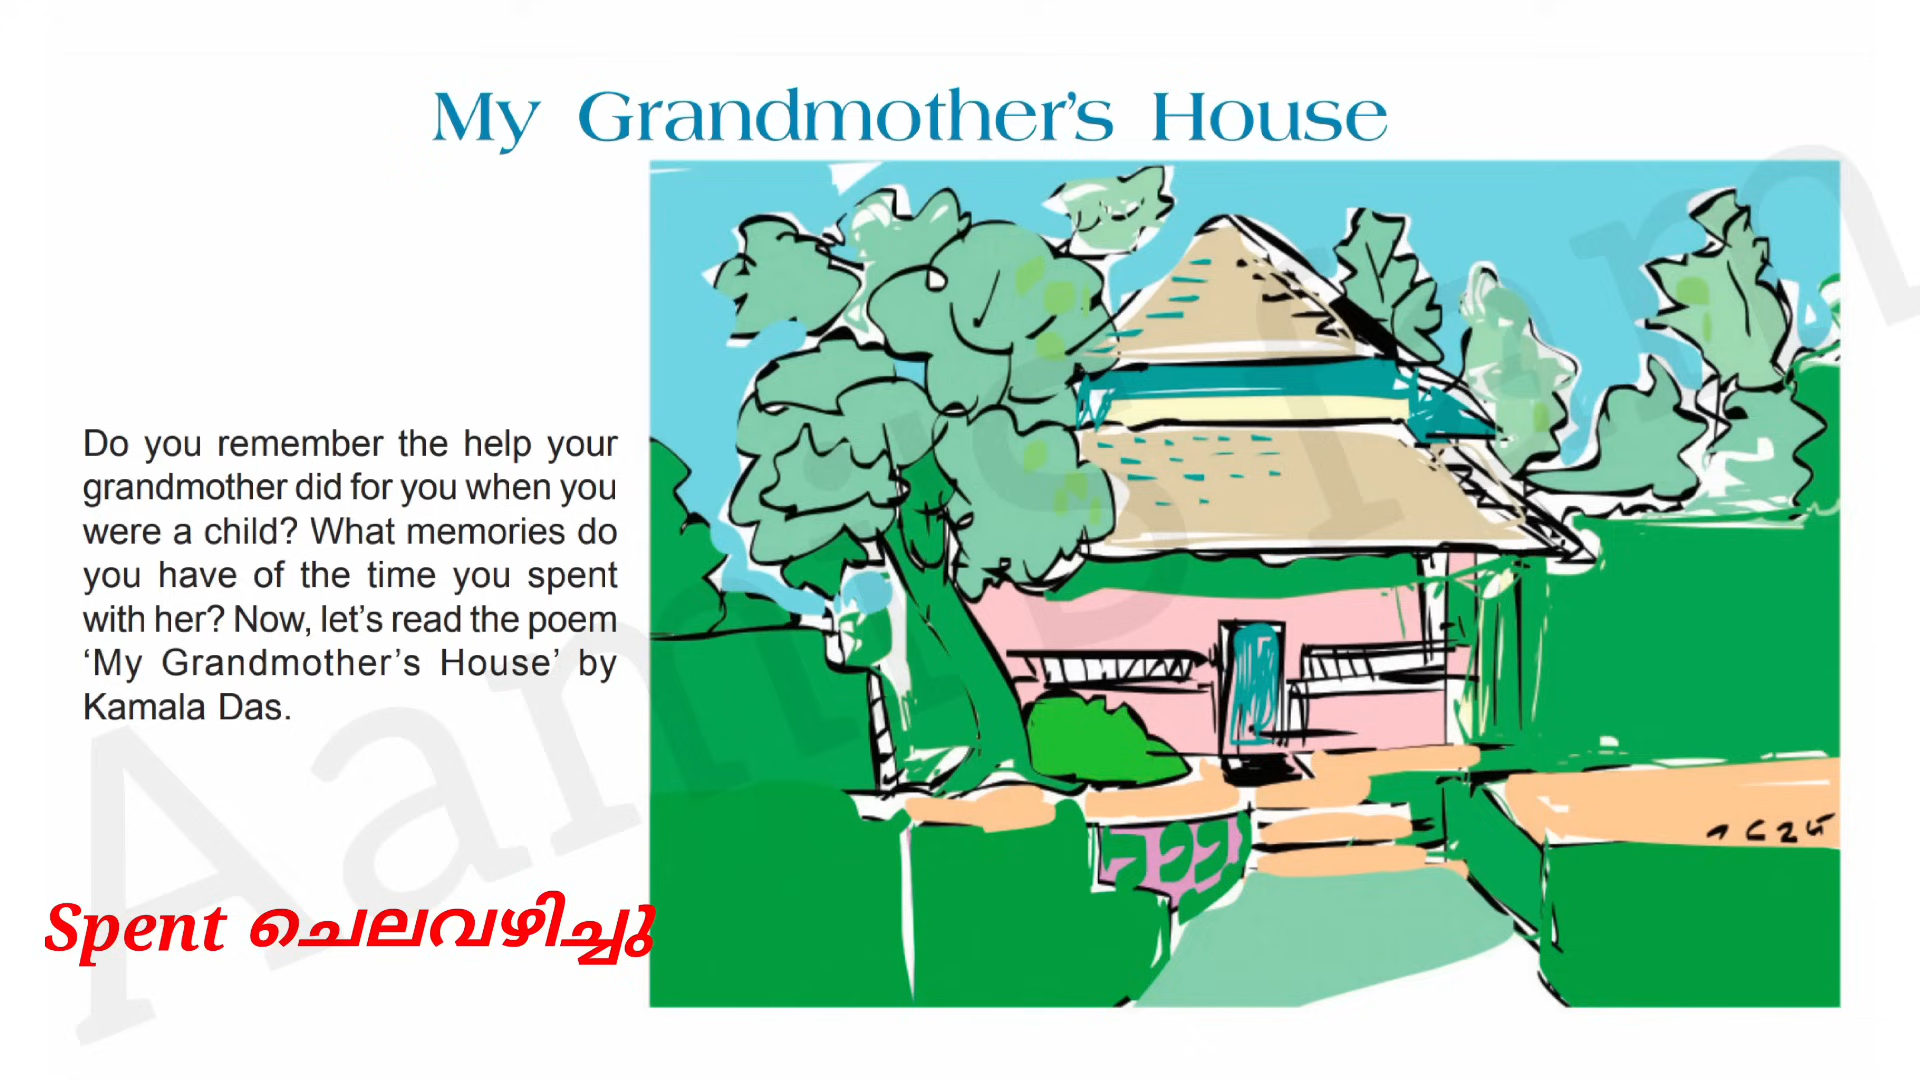 My Grandmother’s House
Do you remember the help your
grandmother did for you when you
were a child? What memories do
you have of the time you spent
with her? Now, let’s read the poem
‘My Grandmother’s House’ by
Kamala Das.
Spent ചെലവഴിച്ചു